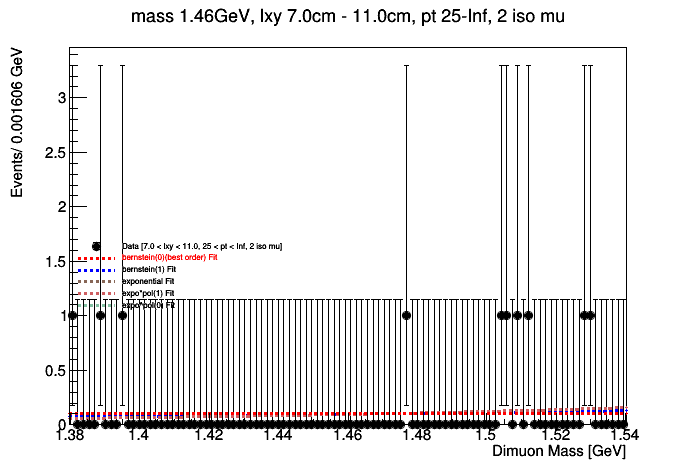 mass 1.46GeV, lxy 7.0cm - 11.0cm, pt 25-Inf, 2 iso mu
Events/ 0.001606 GeV
3
2.5
2
1.5
1
0.5
0
Data [7.0 < lxy < 11.0, 25 < pt < Inf, 2 iso mu]
bernstein(0)(best order) Fit
bernstein(1) Fit
exponential Fit
expo*pol(1) Fit
expo*pol(0) Fit
1.38 1.4 1.42 1.44 1.46 1.48 1.5 1.52 1.54
Dimuon Mass [GeV]